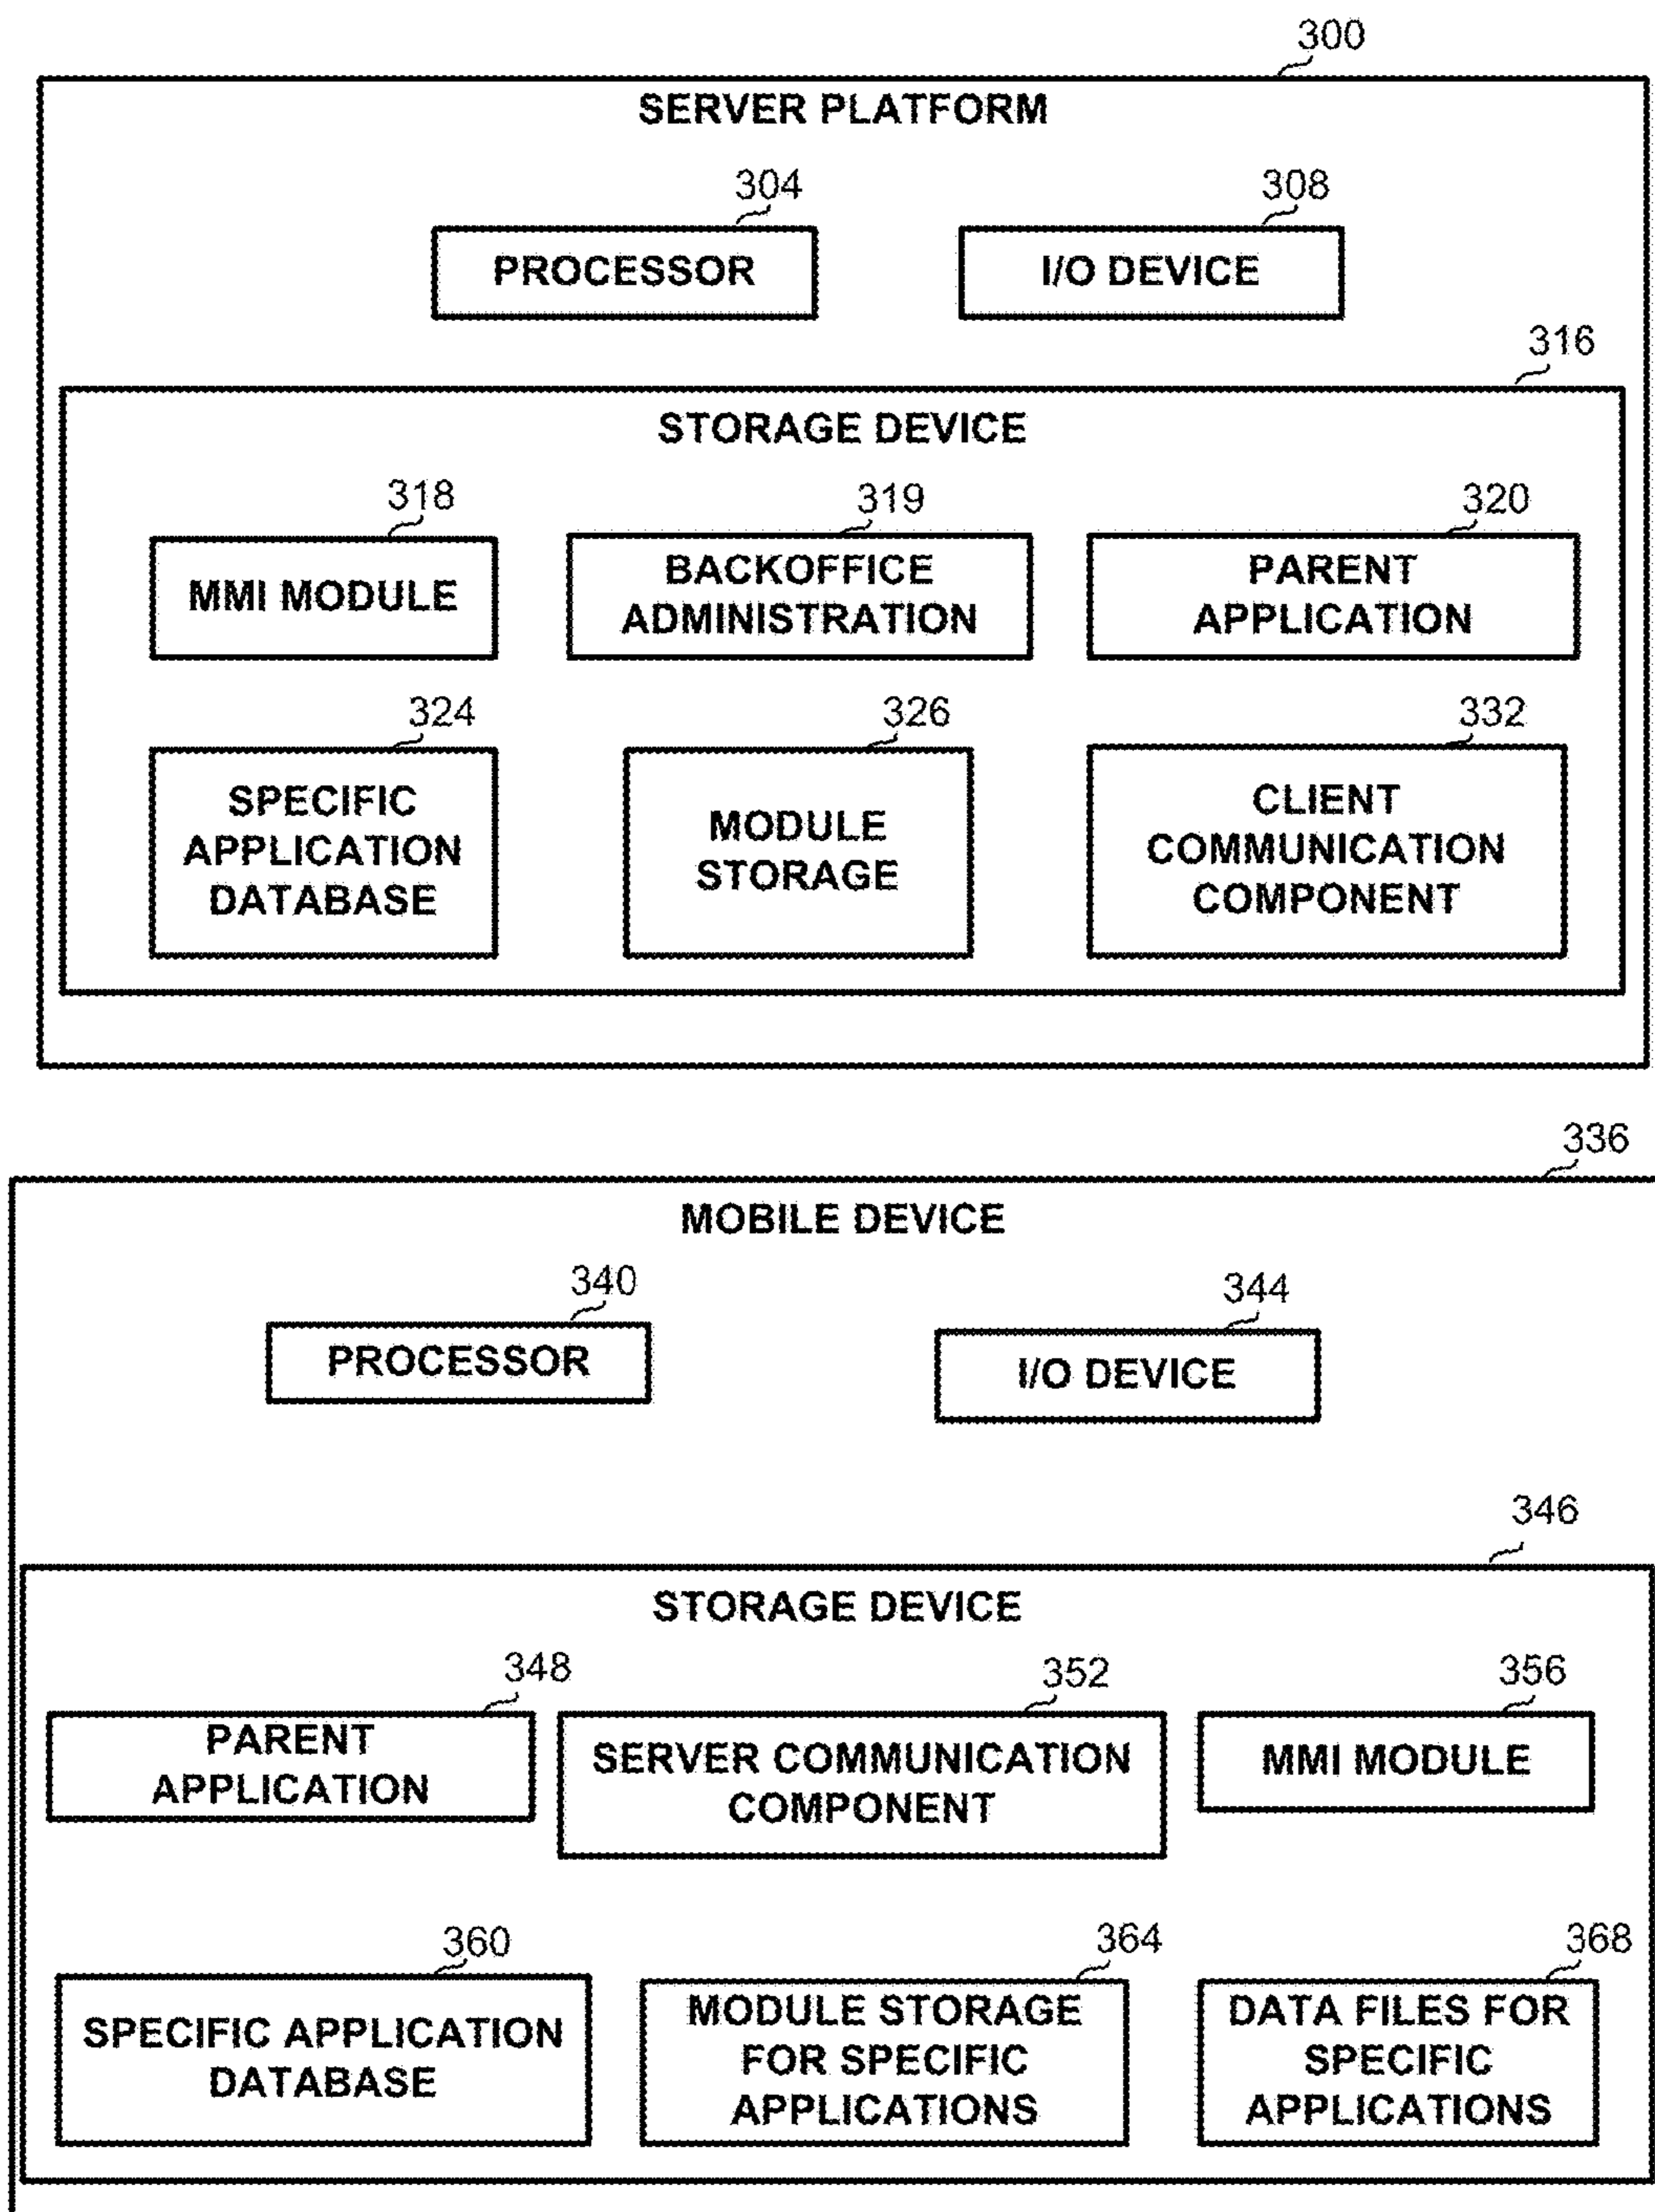 300
SERVER PLATFORM
304
308
PROCESSOR
I/O DEVICE
316
STORAGE DEVICE
318
319
320
MMI MODULE
BACKOFFICE
ADMINISTRATION
PARENT
APPLICATION
324
326
332
SPECIFIC
APPLICATION
DATABASE
MODULE
STORAGE
CLIENT
COMMUNICATION
COMPONENT
336
MOBILE DEVICE
340
344
PROCESSOR
I/O DEVICE
346
STORAGE DEVICE
348
352
356
PARENT
APPLICATION
SERVER COMMUNICATION
COMPONENT
MMI MODULE
360
364
368
SPECIFIC APPLICATION
DATABASE
MODULE STORAGE
FOR SPECIFIC
APPLICATIONS
DATA FILES FOR
SPECIFIC
APPLICATIONS